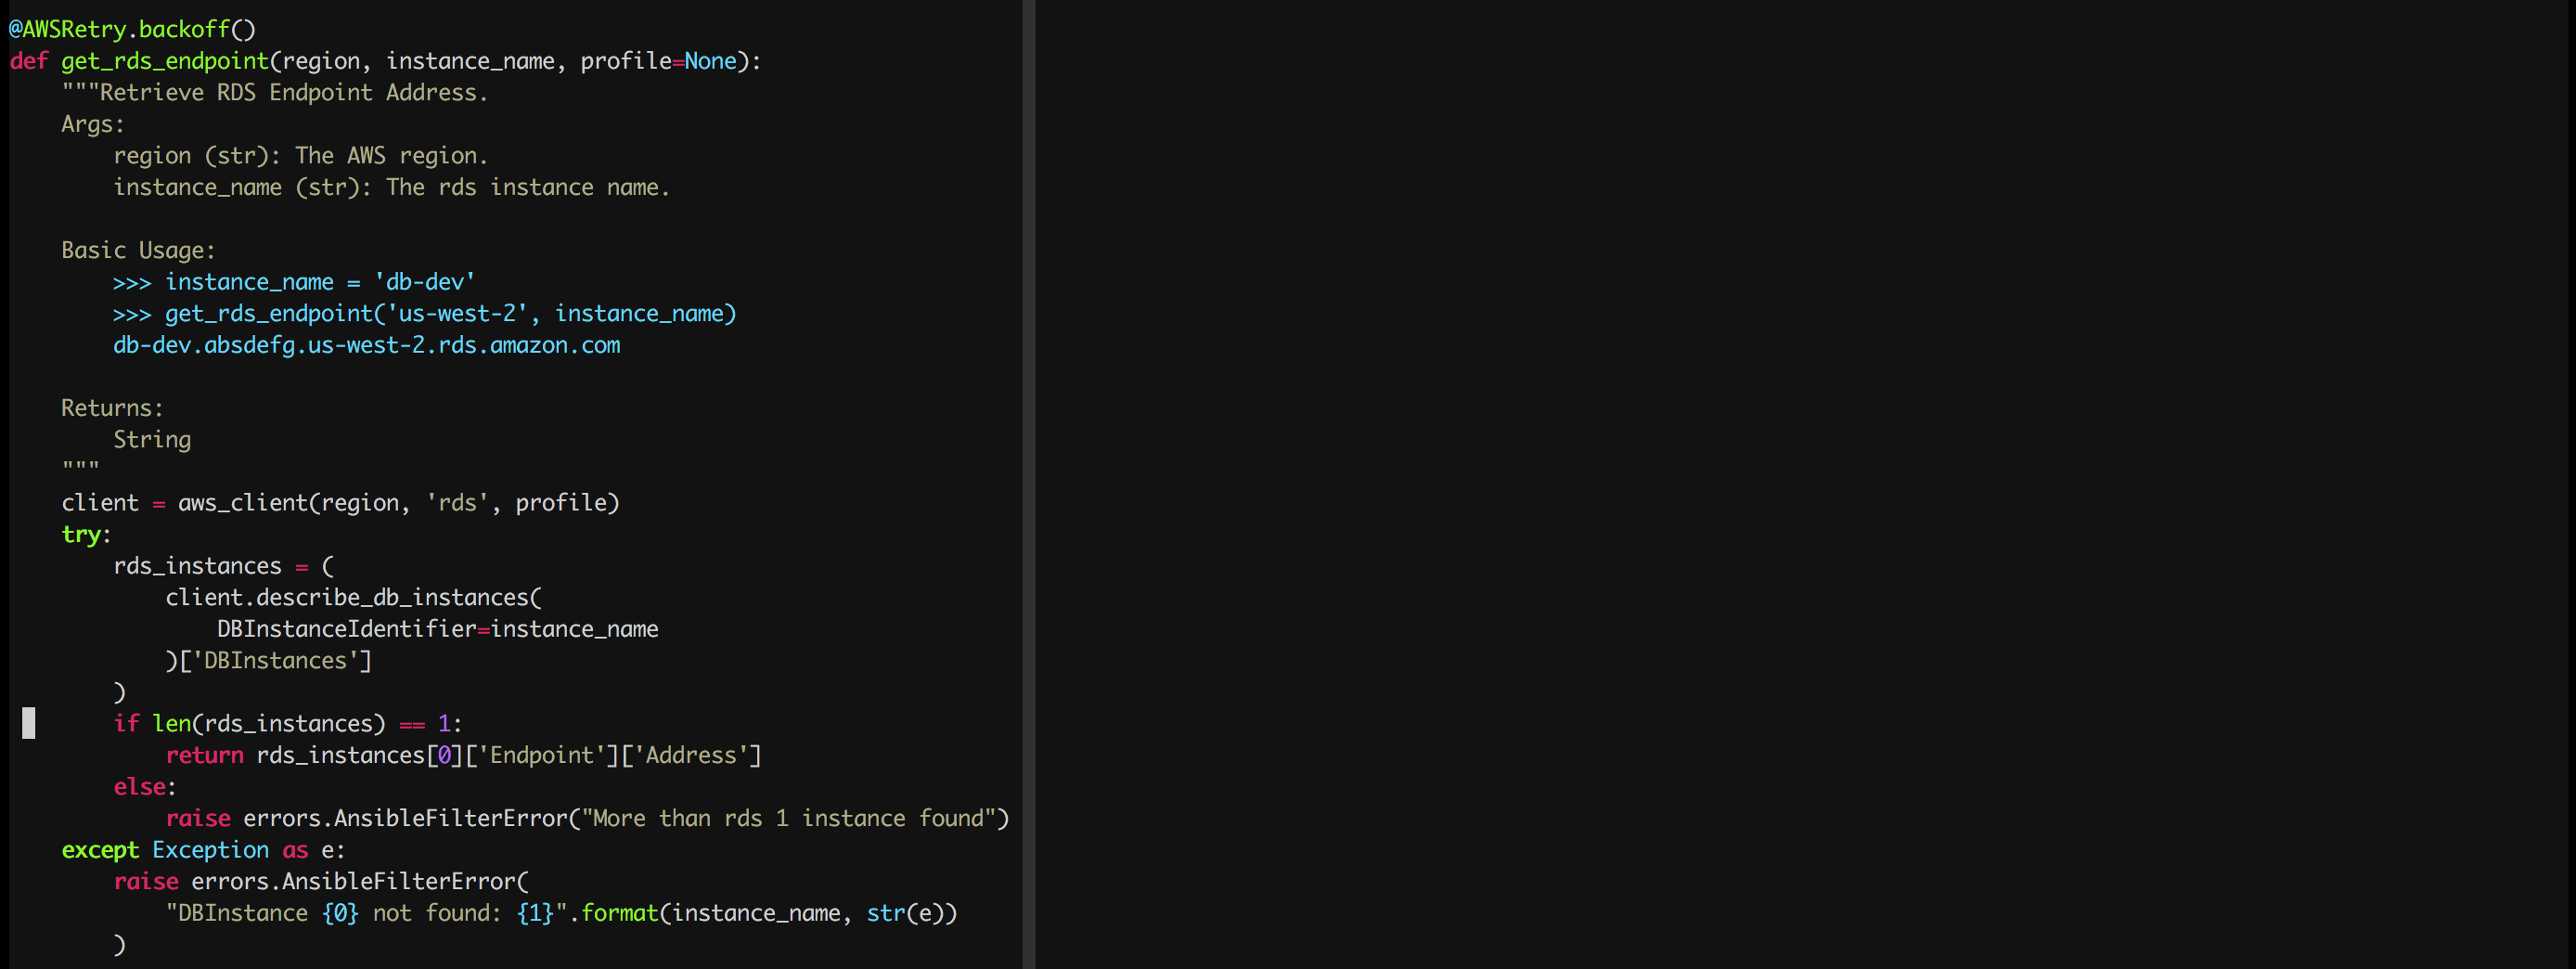 @AWSRetry.backoff()
def get_rds_endpoint(region, instance_name, profile=None):
    """Retrieve RDS Endpoint Address.
    Args:
        region (str): The AWS region.
        instance_name (str): The rds instance name.

    Basic Usage:
        >>> instance_name = 'db-dev'
        >>> get_rds_endpoint('us-west-2', instance_name)
        db-dev.absdefg.us-west-2.rds.amazon.com

    Returns:
        String
    """
    client = aws_client(region, 'rds', profile)
    try:
        rds_instances = (
            client.describe_db_instances(
                DBInstanceIdentifier=instance_name
            )['DBInstances']
        )
        if len(rds_instances) == 1:
            return rds_instances[0]['Endpoint']['Address']
        else:
            raise errors.AnsibleFilterError("More than rds 1 instance found")
    except Exception as e:
        raise errors.AnsibleFilterError(
            "DBInstance {0} not found: {1}".format(instance_name, str(e))
        )